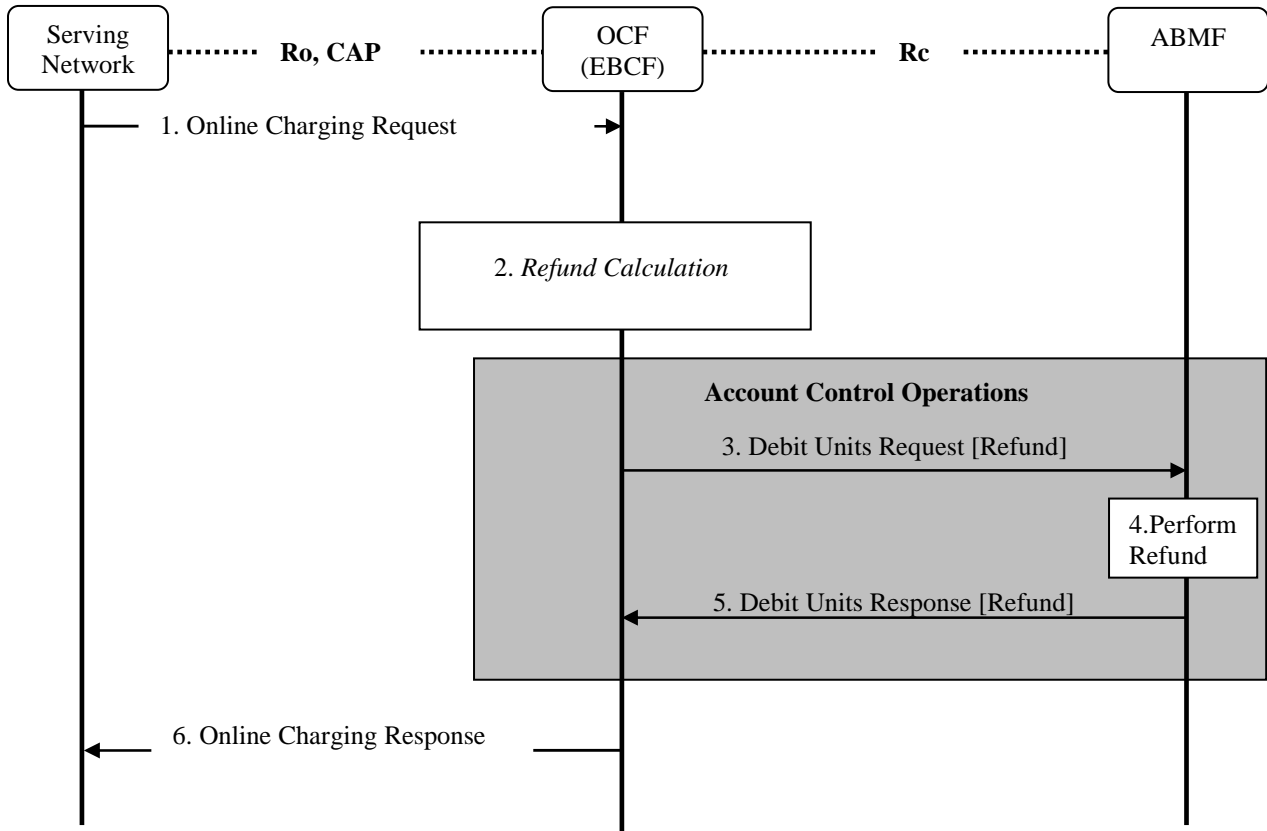 Serving
Network
Ro, CAP
OCF
(EBCF)
Rc
ABMF
1. Online Charging Request
2. Refund Calculation
Account Control Operations
3. Debit Units Request [Refund]
4.Perform
Refund
5. Debit Units Response [Refund]
6. Online Charging Response